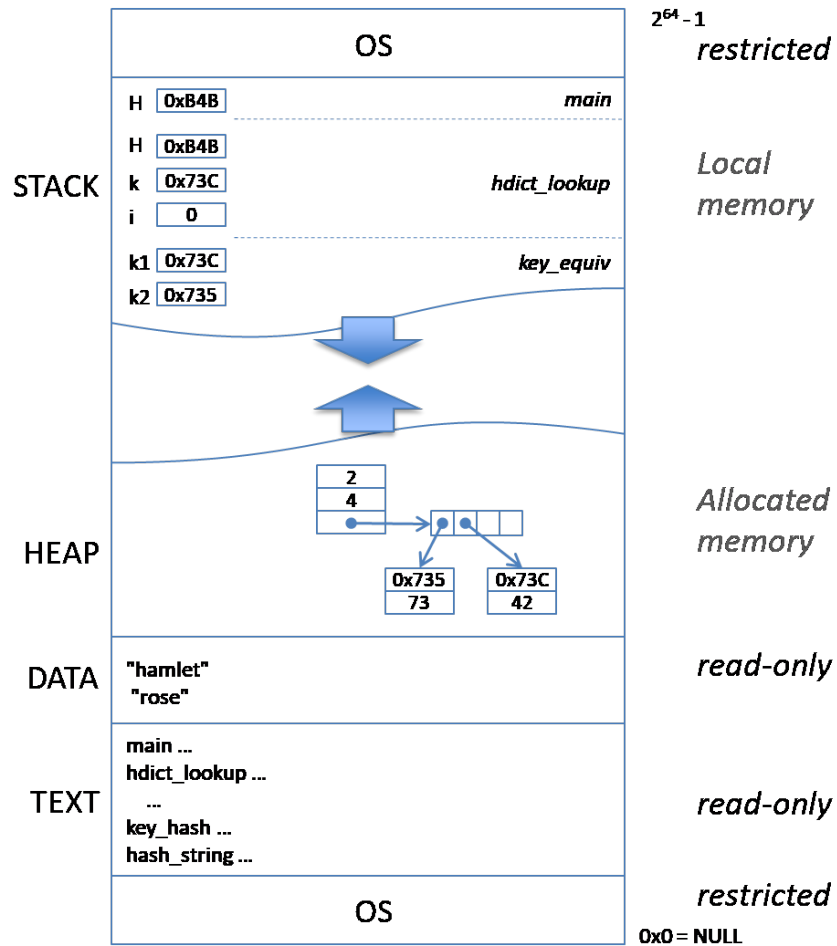 2⁶⁴ - 1
OS
restricted
H 0xB4B main
H 0xB4B
STACK k 0x73C hdict_lookup Local memory
i 0
k1 0x73C key_equiv
k2 0x735
2
4
Allocated memory
HEAP
0x735 0x73C
73 42
DATA "hamlet" read-only
"rose"
main ...
hdict_lookup ...
TEXT ... read-only
key_hash ...
hash_string ...
restricted
OS
0x0 = NULL